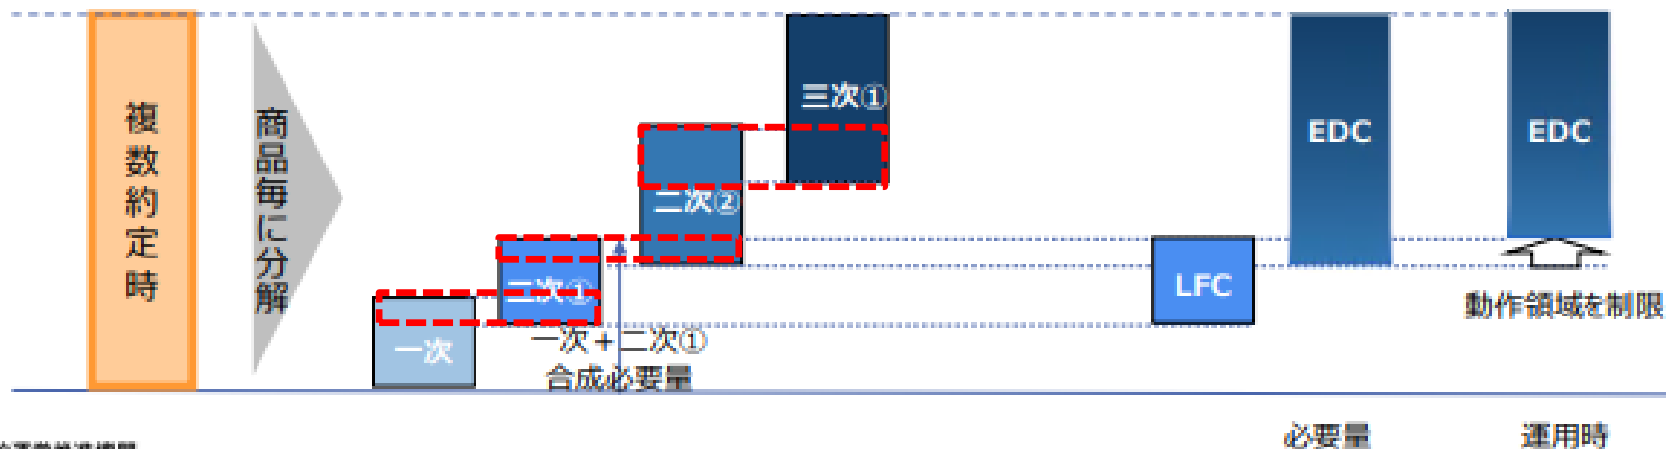 複数約定時
商品毎に分解
一次
二次①
二次②
三次①
一次+二次①
合成必要量
LFC
EDC
EDC
動作領域を制限
必要量
運用時